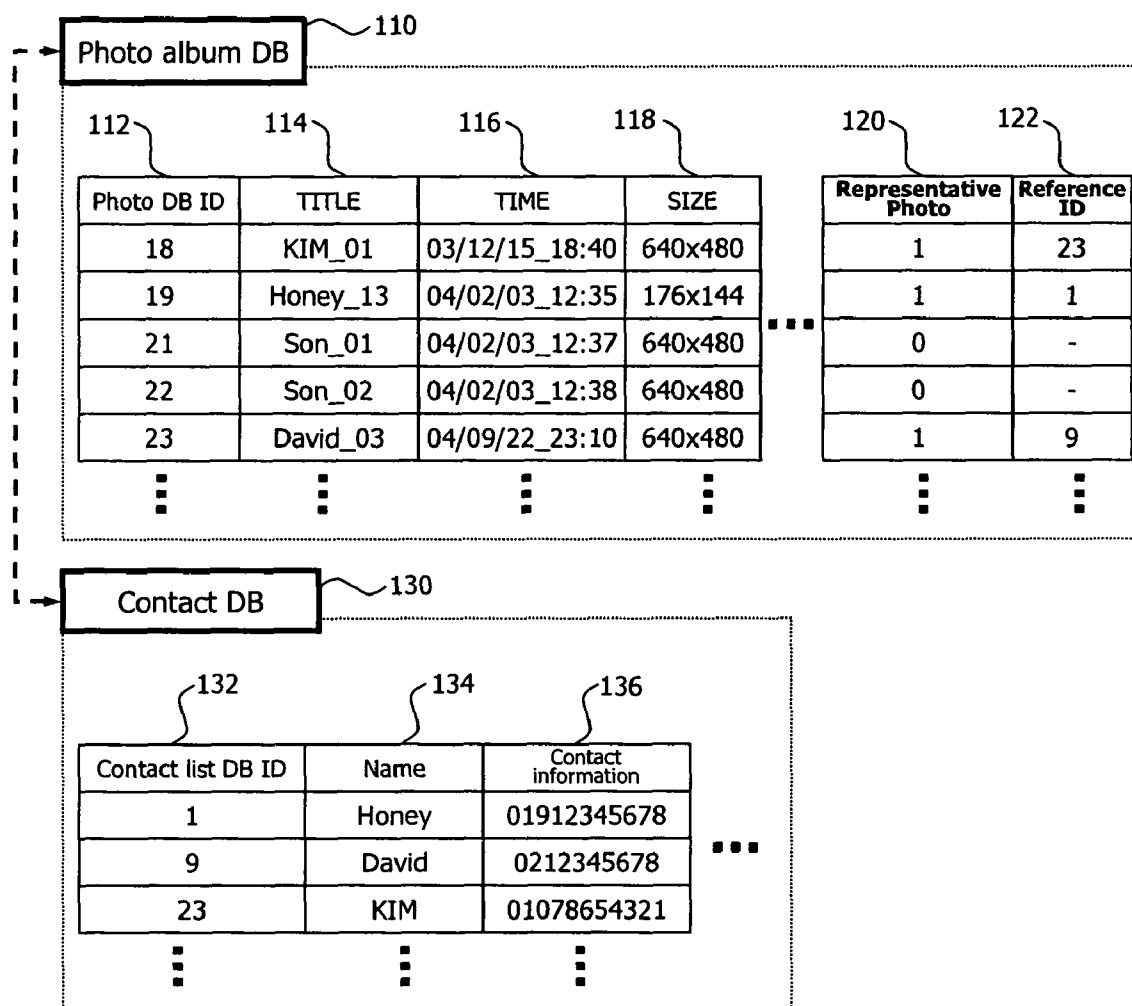 110
Photo album DB
112 114 116 118 120 122
Photo DB ID TITLE TIME SIZE Representative Photo Reference ID
18 KIM_01 03/12/15_18:40 640x480 1 23
19 Honey_13 04/02/03_12:35 176x144 1 1
21 Son_01 04/02/03_12:37 640x480 0 -
22 Son_02 04/02/03_12:38 640x480 0 -
23 David_03 04/09/22_23:10 640x480 1 9
130
Contact DB
132 134 136
Contact list DB ID Name Contact information
1 Honey 01912345678
9 David 0212345678
23 KIM 01078654321